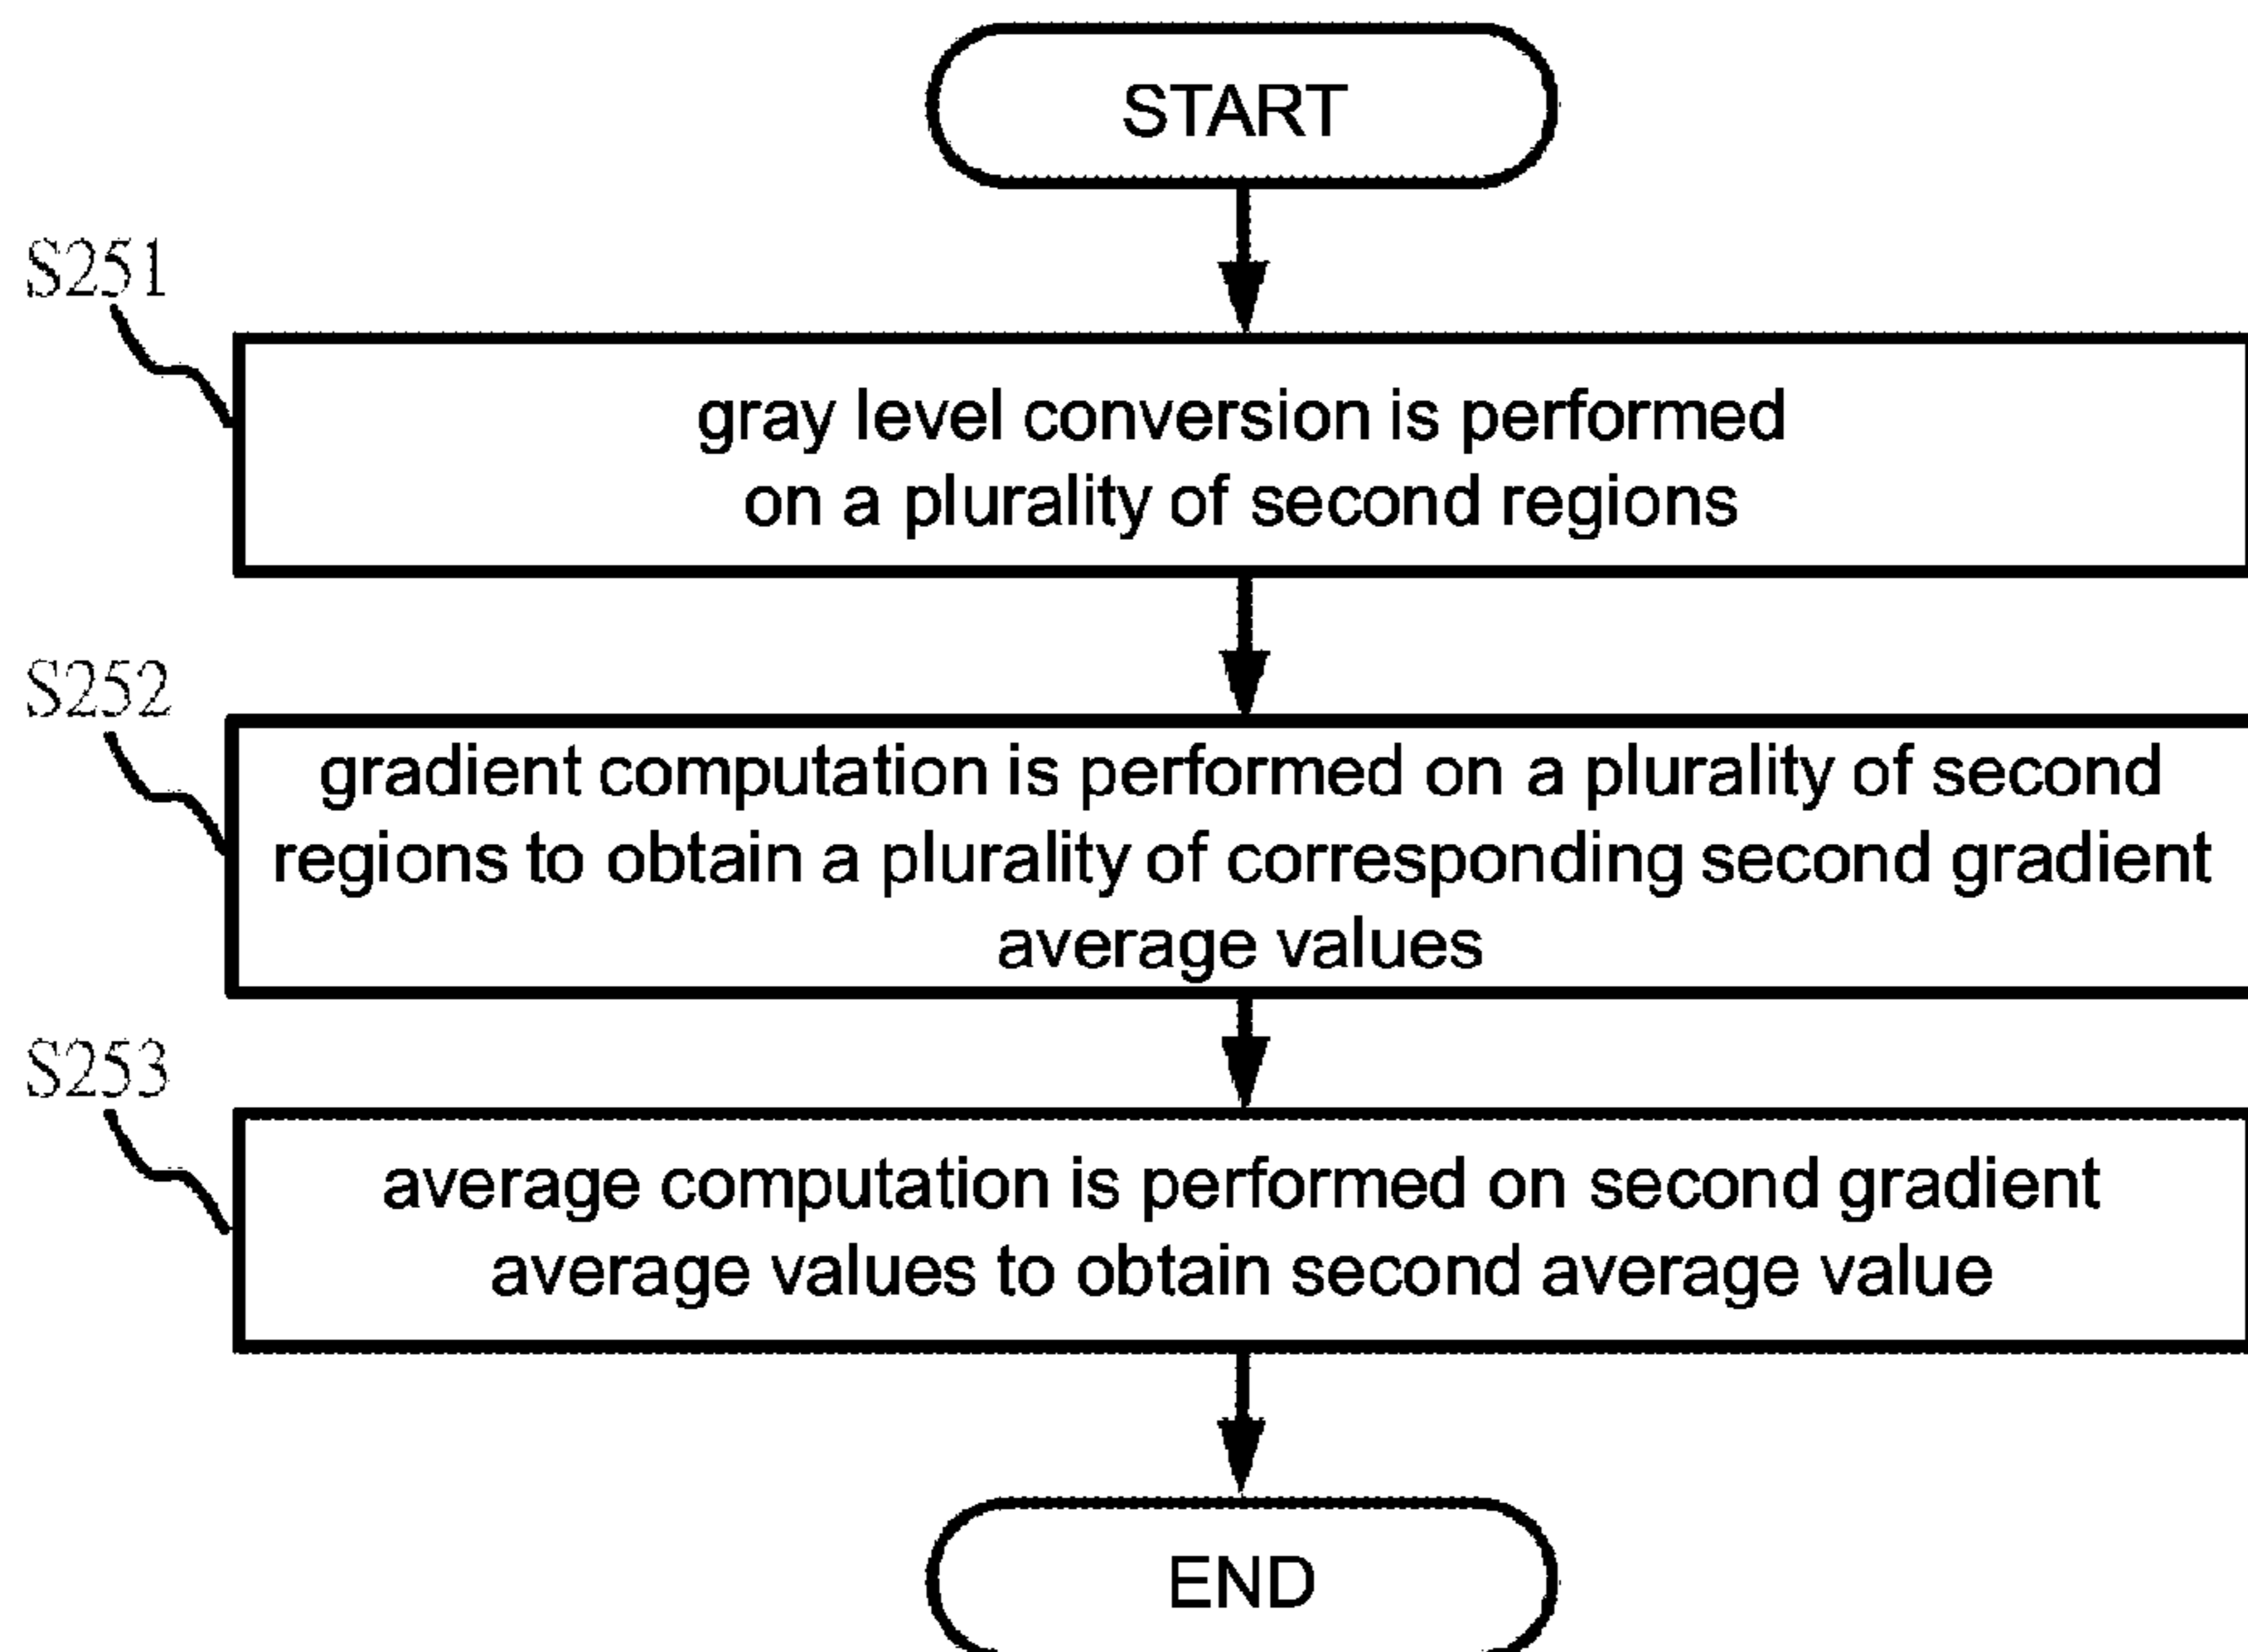 START
S251
gray level conversion is performed
on a plurality of second regions
S252
gradient computation is performed on a plurality of second
regions to obtain a plurality of corresponding second gradient
average values
S253
average computation is performed on second gradient
average values to obtain second average value
END